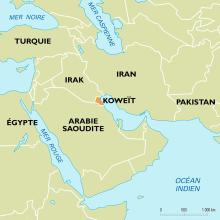 MER NOIRE
MER CASPIENNE
TURQUIE
IRAK
IRAN
KOWEÏT
PAKISTAN
ÉGYPTE
ARABIE
SAOUDITE
MER ROUGE
OCÉAN
INDIEN
0 500 1 000 km